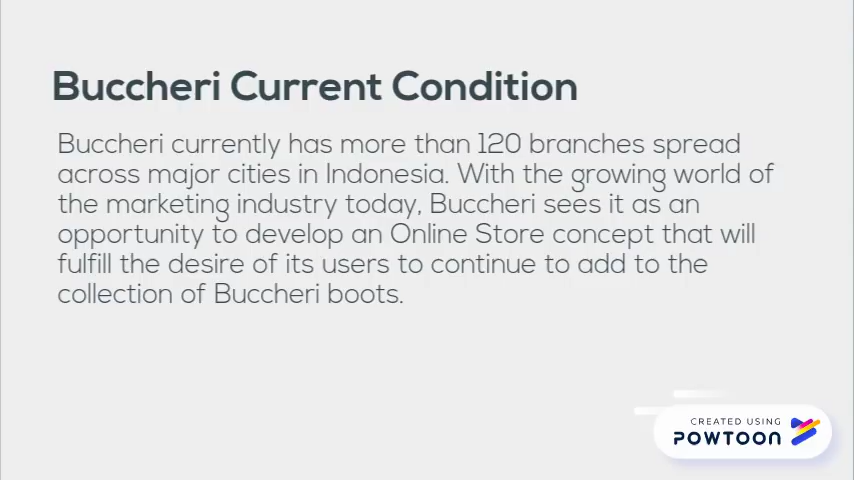 Buccheri Current Condition
Buccheri currently has more than 120 branches spread
across major cities in Indonesia. With the growing world of
the marketing industry today, Buccheri sees it as an
opportunity to develop an Online Store concept that will
fulfill the desire of its users to continue to add to the
collection of Buccheri boots.
CREATED USING
POWTOON